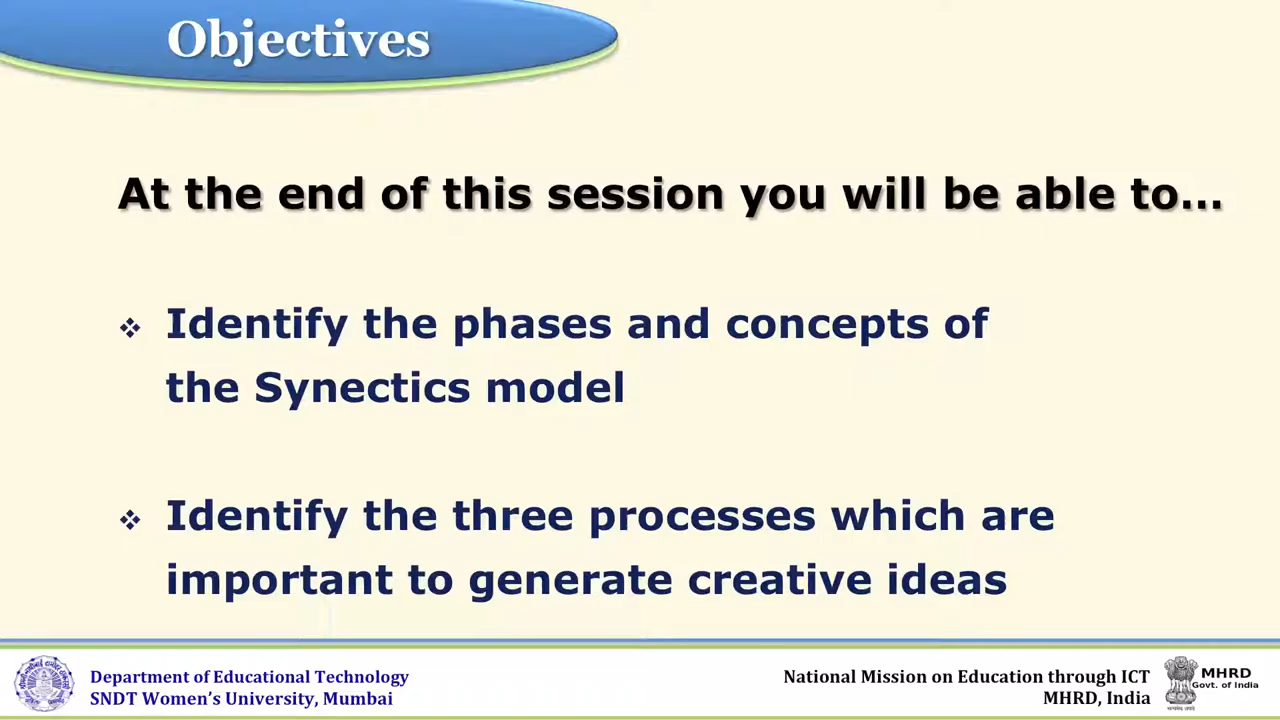 Objectives
At the end of this session you will be able to...
Identify the phases and concepts of
the Synectics model
Identify the three processes which are
important to generate creative ideas
Department of Educational Technology
SNDT Women's University, Mumbai
National Mission on Education through ICT
MHRD, India
MHRD
Govt. of India